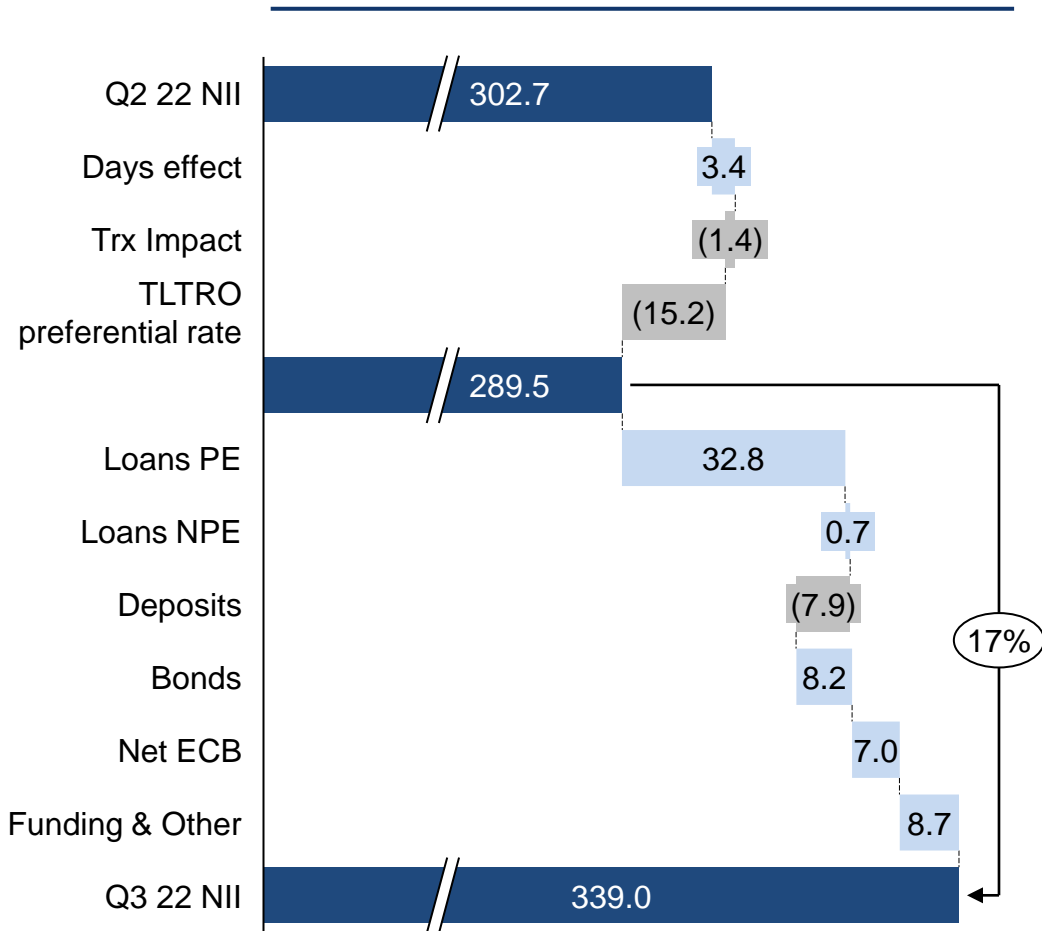 Q2 22 NII 302.7
Days effect 3.4
Trx Impact (1.4)
TLTRO
preferential rate (15.2)
289.5
Loans PE 32.8
Loans NPE 0.7
Deposits (7.9)
17%
Bonds 8.2
Net ECB 7.0
Funding & Other 8.7
Q3 22 NII 339.0